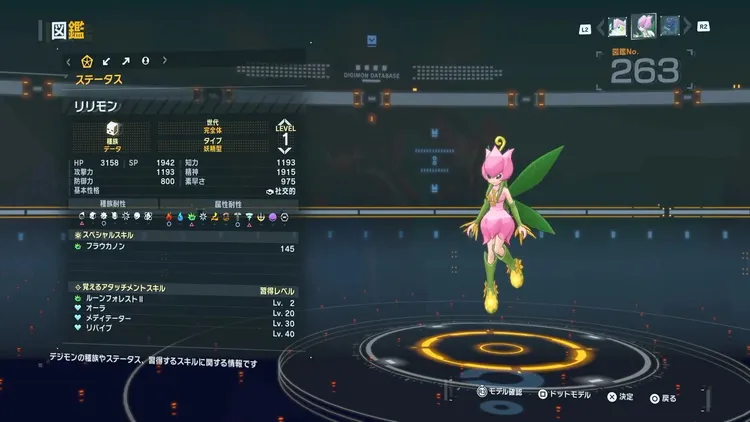 図鑑
L2
R2
図鑑No.
263
DIGIMON DATABASE
ステータス
リリモン
種族
データ
世代
完全体
タイプ
妖精型
LEVEL
1
HP 3158 SP 1942 知力 1193
攻撃力 1193 精神 1915
防御力 800 素早さ 975
基本性格 社交的
種族耐性 属性耐性
スペシャルスキル
フラウカノン 145
覚えるアタッチメントスキル 習得レベル
ルーンフォレストⅡ Lv. 2
オーラ Lv. 20
メディテーター Lv. 30
リバイブ Lv. 40
デジモンの種族やステータス、習得するスキルに関する情報です
R3 モデル確認 ドットモデル 決定 戻る